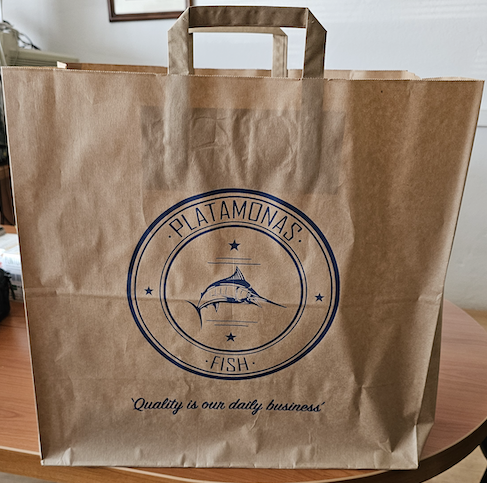 ·PLATAMONAS·
·FISH·
'Quality is our daily business'